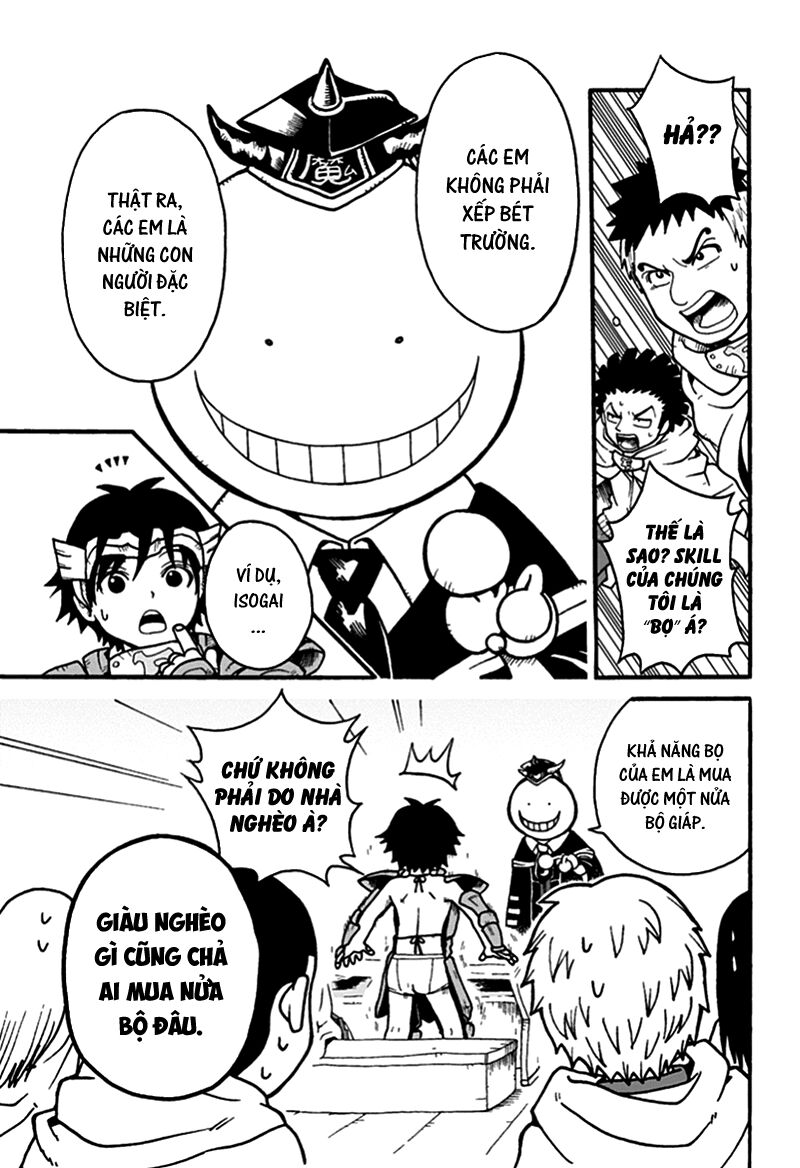 HẢ??
THẾ LÀ
SAO? SKILL
CỦA CHÚNG
TÔI LÀ
"BỌ" Á?
CÁC EM
KHÔNG PHẢI
XẾP BÉT
TRƯỜNG.
THẬT RA,
CÁC EM LÀ
NHỮNG CON
NGƯỜI ĐẶC
BIỆT.
魔
VÍ DỤ,
ISOGAI
...
KHẢ NĂNG BỌ
CỦA EM LÀ MUA
ĐƯỢC MỘT NỬA
BỘ GIÁP.
CHỨ KHÔNG
PHẢI DO NHÀ
NGHÈO À?
GIÀU NGHÈO
GÌ CŨNG CHẢ
AI MUA NỬA
BỘ ĐÂU.